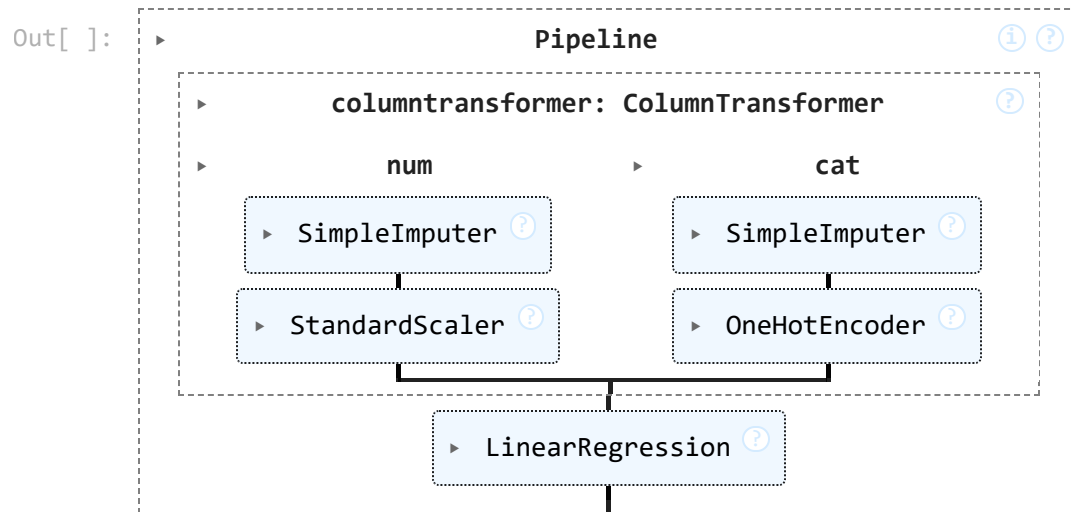 Out[ ]: ▸ Pipeline i ?
▸ columntransformer: ColumnTransformer ?
▸ num ▸ cat
▸ SimpleImputer ? ▸ SimpleImputer ?
▸ StandardScaler ? ▸ OneHotEncoder ?
▸ LinearRegression ?